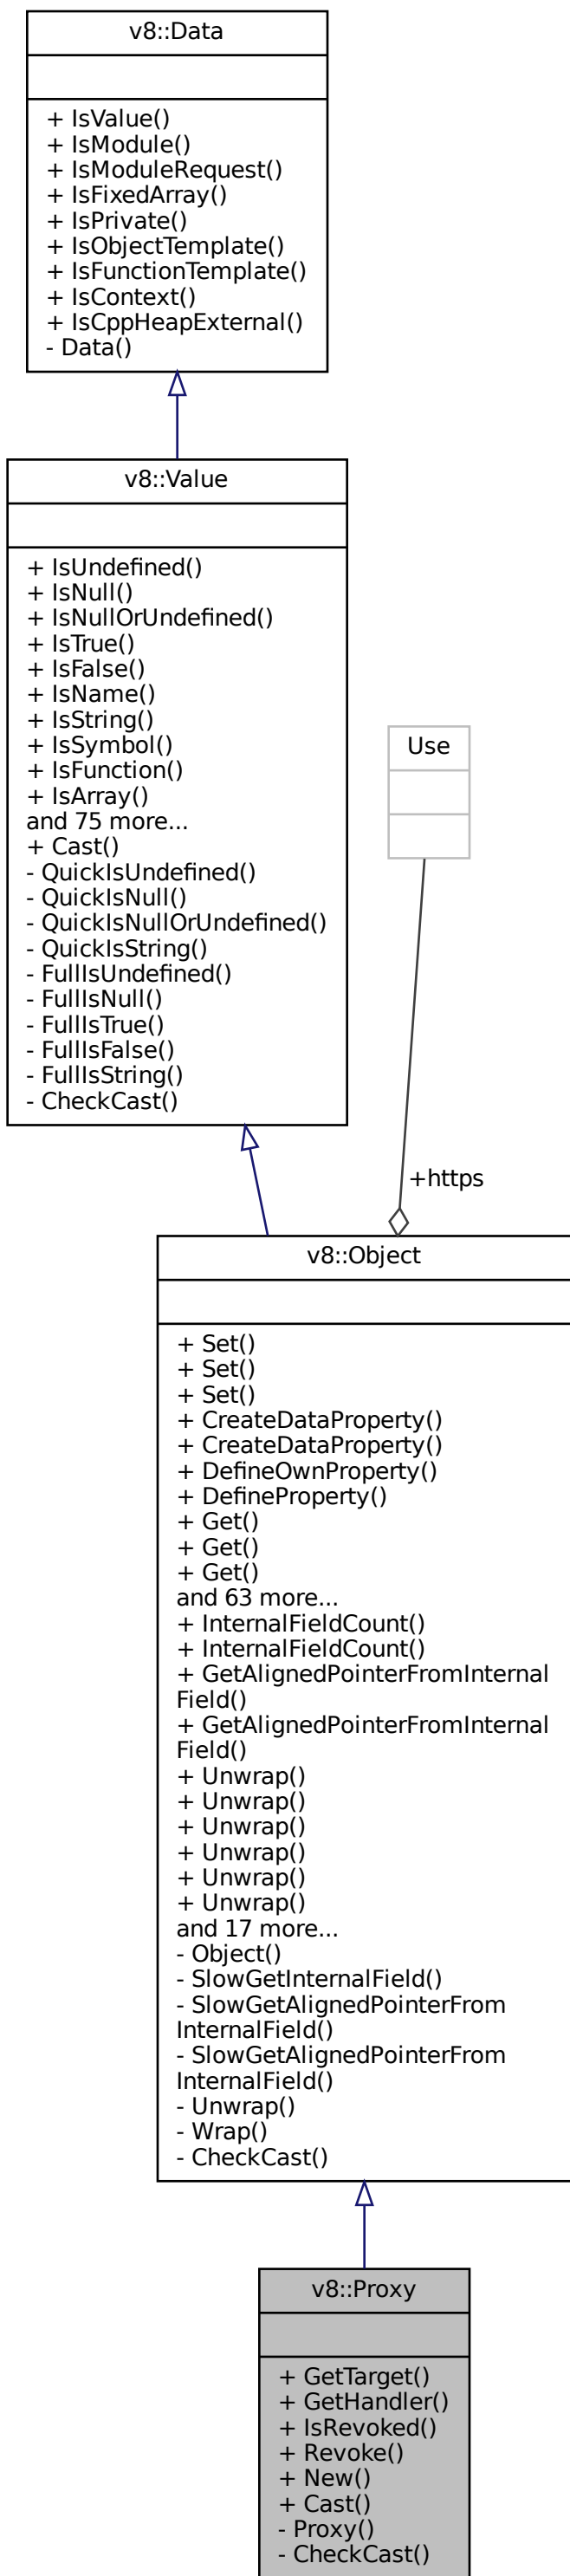 v8::Data
+ IsValue()
+ IsModule()
+ IsModuleRequest()
+ IsFixedArray()
+ IsPrivate()
+ IsObjectTemplate()
+ IsFunctionTemplate()
+ IsContext()
+ IsCppHeapExternal()
- Data()
v8::Value
+ IsUndefined()
+ IsNull()
+ IsNullOrUndefined()
+ IsTrue()
+ IsFalse()
+ IsName()
+ IsString()
+ IsSymbol()
+ IsFunction()
+ IsArray()
and 75 more...
+ Cast()
- QuickIsUndefined()
- QuickIsNull()
- QuickIsNullOrUndefined()
- QuickIsString()
- FullIsUndefined()
- FullIsNull()
- FullIsTrue()
- FullIsFalse()
- FullIsString()
- CheckCast()
Use
+https
v8::Object
+ Set()
+ Set()
+ Set()
+ CreateDataProperty()
+ CreateDataProperty()
+ DefineOwnProperty()
+ DefineProperty()
+ Get()
+ Get()
+ Get()
and 63 more...
+ InternalFieldCount()
+ InternalFieldCount()
+ GetAlignedPointerFromInternal
Field()
+ GetAlignedPointerFromInternal
Field()
+ Unwrap()
+ Unwrap()
+ Unwrap()
+ Unwrap()
+ Unwrap()
+ Unwrap()
and 17 more...
- Object()
- SlowGetInternalField()
- SlowGetAlignedPointerFrom
InternalField()
- SlowGetAlignedPointerFrom
InternalField()
- Unwrap()
- Wrap()
- CheckCast()
v8::Proxy
+ GetTarget()
+ GetHandler()
+ IsRevoked()
+ Revoke()
+ New()
+ Cast()
- Proxy()
- CheckCast()